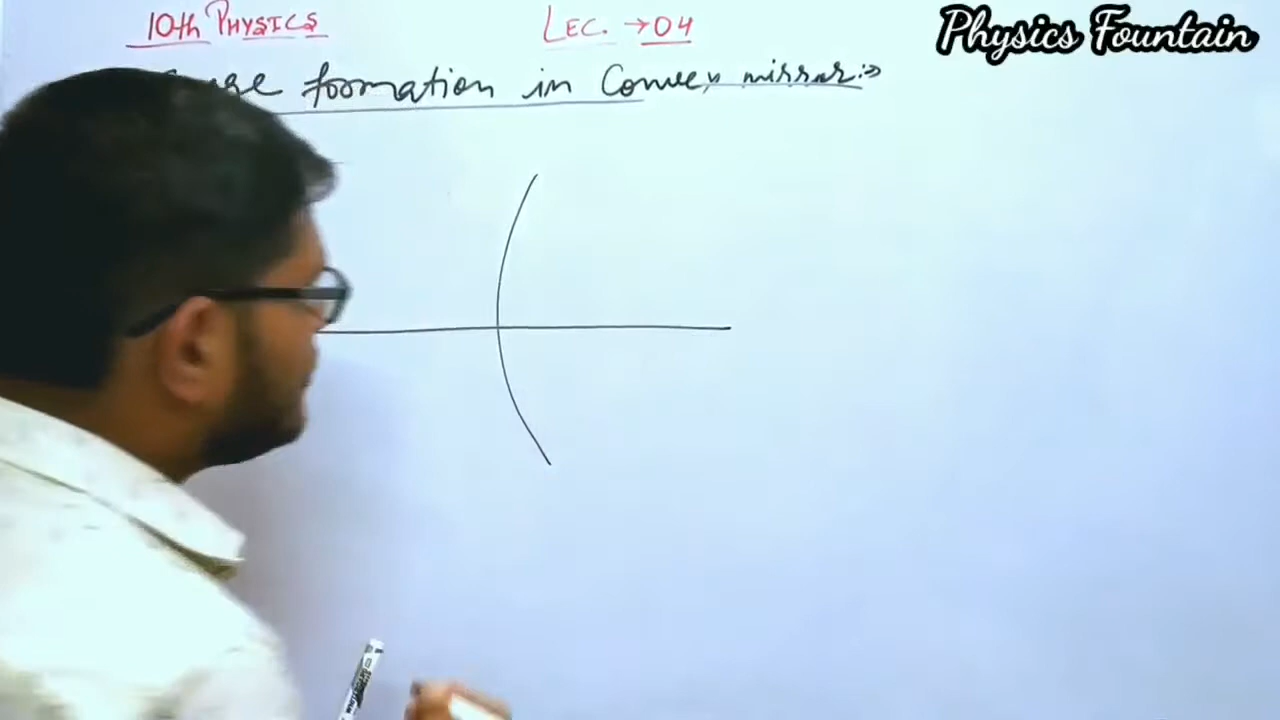 10th PHYSICS
LEC. → 04
Physics Fountain
formation in Convex mirror :->